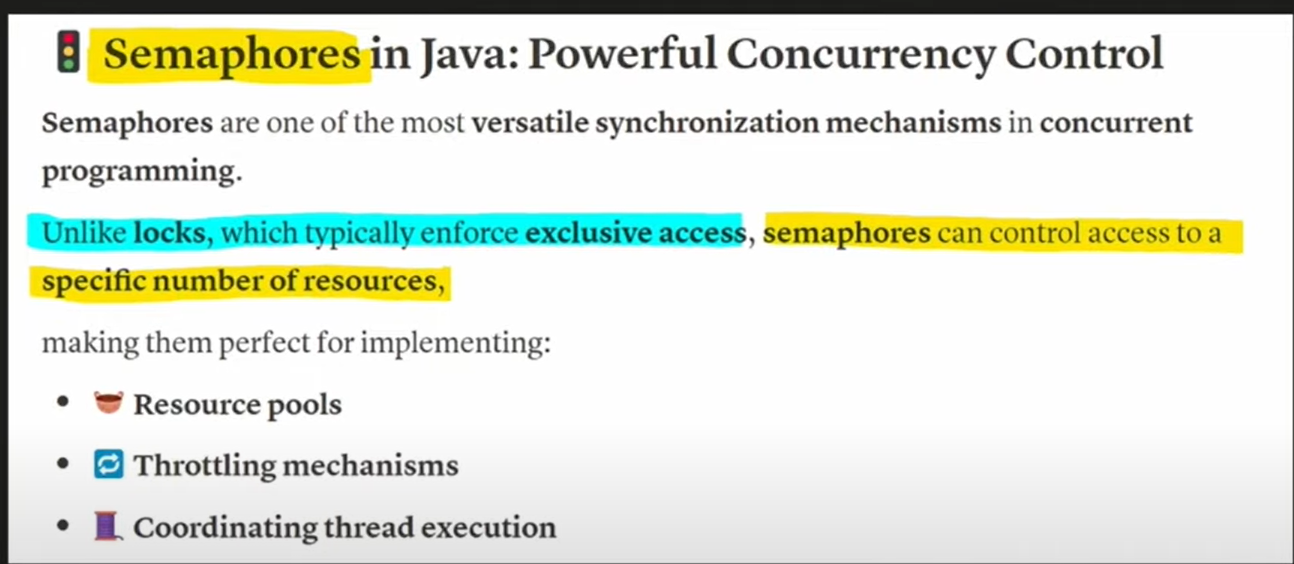 🚦 Semaphores in Java: Powerful Concurrency Control
Semaphores are one of the most versatile synchronization mechanisms in concurrent
programming.
Unlike locks, which typically enforce exclusive access, semaphores can control access to a
specific number of resources,
making them perfect for implementing:
• Resource pools
• 🔁 Throttling mechanisms
• 🧵 Coordinating thread execution